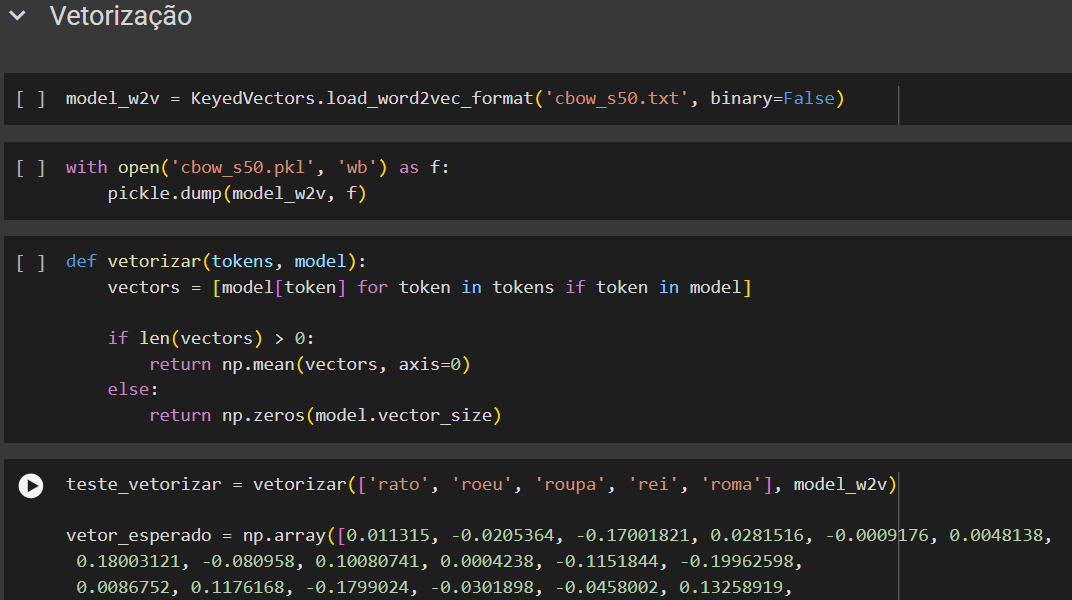 Vetorização
[ ] model_w2v = KeyedVectors.load_word2vec_format('cbow_s50.txt', binary=False)
[ ] with open('cbow_s50.pkl', 'wb') as f:
        pickle.dump(model_w2v, f)
[ ] def vetorizar(tokens, model):
        vectors = [model[token] for token in tokens if token in model]
        if len(vectors) > 0:
            return np.mean(vectors, axis=0)
        else:
            return np.zeros(model.vector_size)
teste_vetorizar = vetorizar(['rato', 'roeu', 'roupa', 'rei', 'roma'], model_w2v)
vetor_esperado = np.array([0.011315, -0.0205364, -0.17001821, 0.0281516, -0.0009176, 0.0048138,
 0.18003121, -0.080958, 0.10080741, 0.0004238, -0.1151844, -0.19962598,
 0.0086752, 0.1176168, -0.1799024, -0.0301898, -0.0458002, 0.13258919,